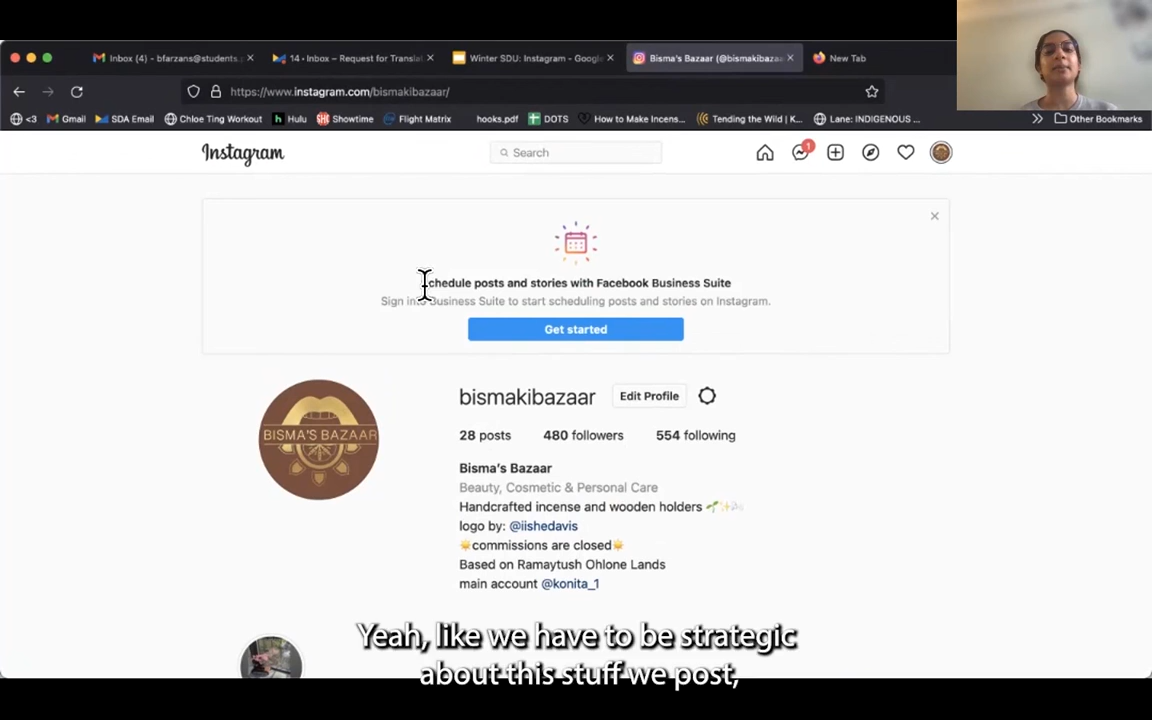 Inbox (4) - bfarzans@students.
14 · Inbox – Request for Translat
Winter SDU: Instagram - Google
Bisma's Bazaar (@bismakibazaa
New Tab
https://www.instagram.com/bismakibazaar/
<3
Gmail
SDA Email
Chloe Ting Workout
Hulu
Showtime
Flight Matrix
hooks.pdf
DOTS
How to Make Incens...
Tending the Wild | K...
Lane: INDIGENOUS ...
Other Bookmarks
Instagram
Search
1
Schedule posts and stories with Facebook Business Suite
Sign into Business Suite to start scheduling posts and stories on Instagram.
Get started
bismakibazaar
Edit Profile
BISMA'S BAZAAR
28 posts 480 followers 554 following
Bisma's Bazaar
Beauty, Cosmetic & Personal Care
Handcrafted incense and wooden holders
logo by: @iishedavis
commissions are closed
Based on Ramaytush Ohlone Lands
main account @konita_1
Yeah, like we have to be strategic
about this stuff we post,